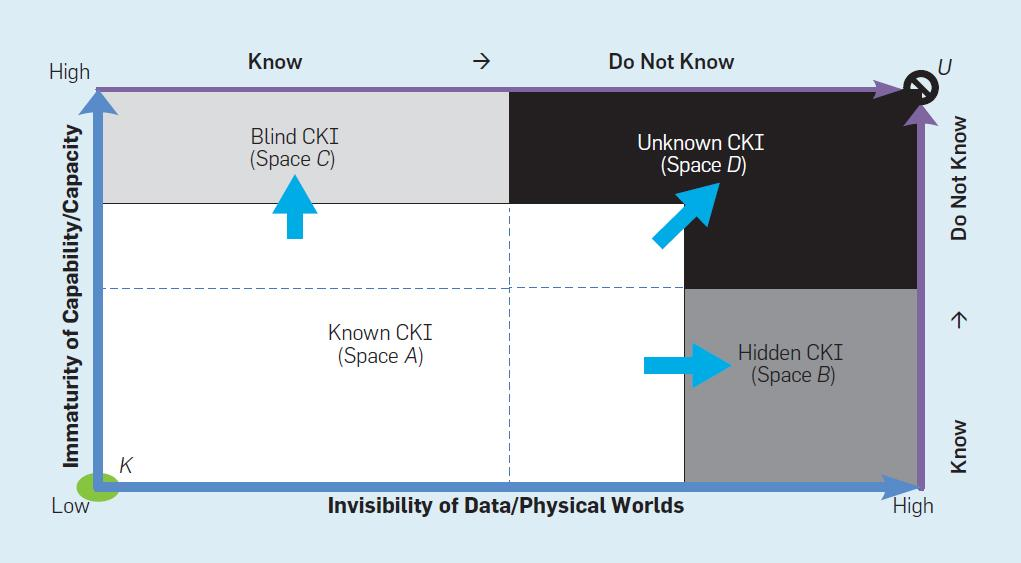 Know → Do Not Know
High
U
Blind CKI
(Space C)
Unknown CKI
(Space D)
Immaturity of Capability/Capacity
Do Not Know
→
Know
Known CKI
(Space A)
Hidden CKI
(Space B)
K
Low
Invisibility of Data/Physical Worlds
High